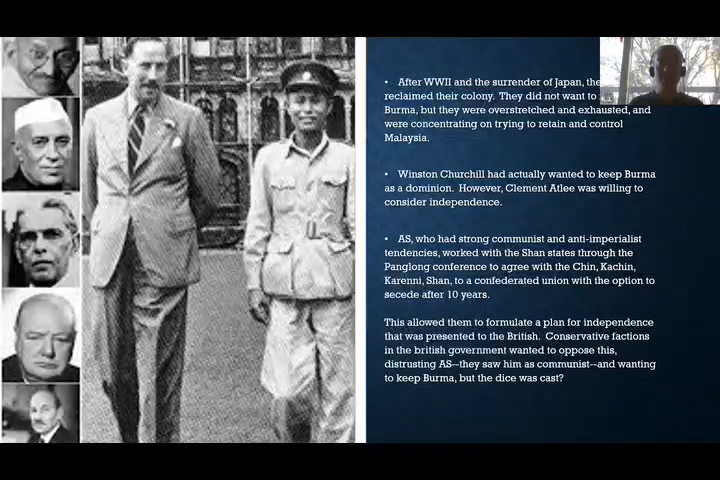 • After WWII and the surrender of Japan, the
reclaimed their colony. They did not want to
Burma, but they were overstretched and exhausted, and
were concentrating on trying to retain and control
Malaysia.
• Winston Churchill had actually wanted to keep Burma
as a dominion. However, Clement Atlee was willing to
consider independence.
• AS, who had strong communist and anti-imperialist
tendencies, worked with the Shan states through the
Panglong conference to agree with the Chin, Kachin,
Karenni, Shan, to a confederated union with the option to
secede after 10 years.
This allowed them to formulate a plan for independence
that was presented to the British. Conservative factions
in the british government wanted to oppose this,
distrusting AS--they saw him as communist--and wanting
to keep Burma, but the dice was cast?